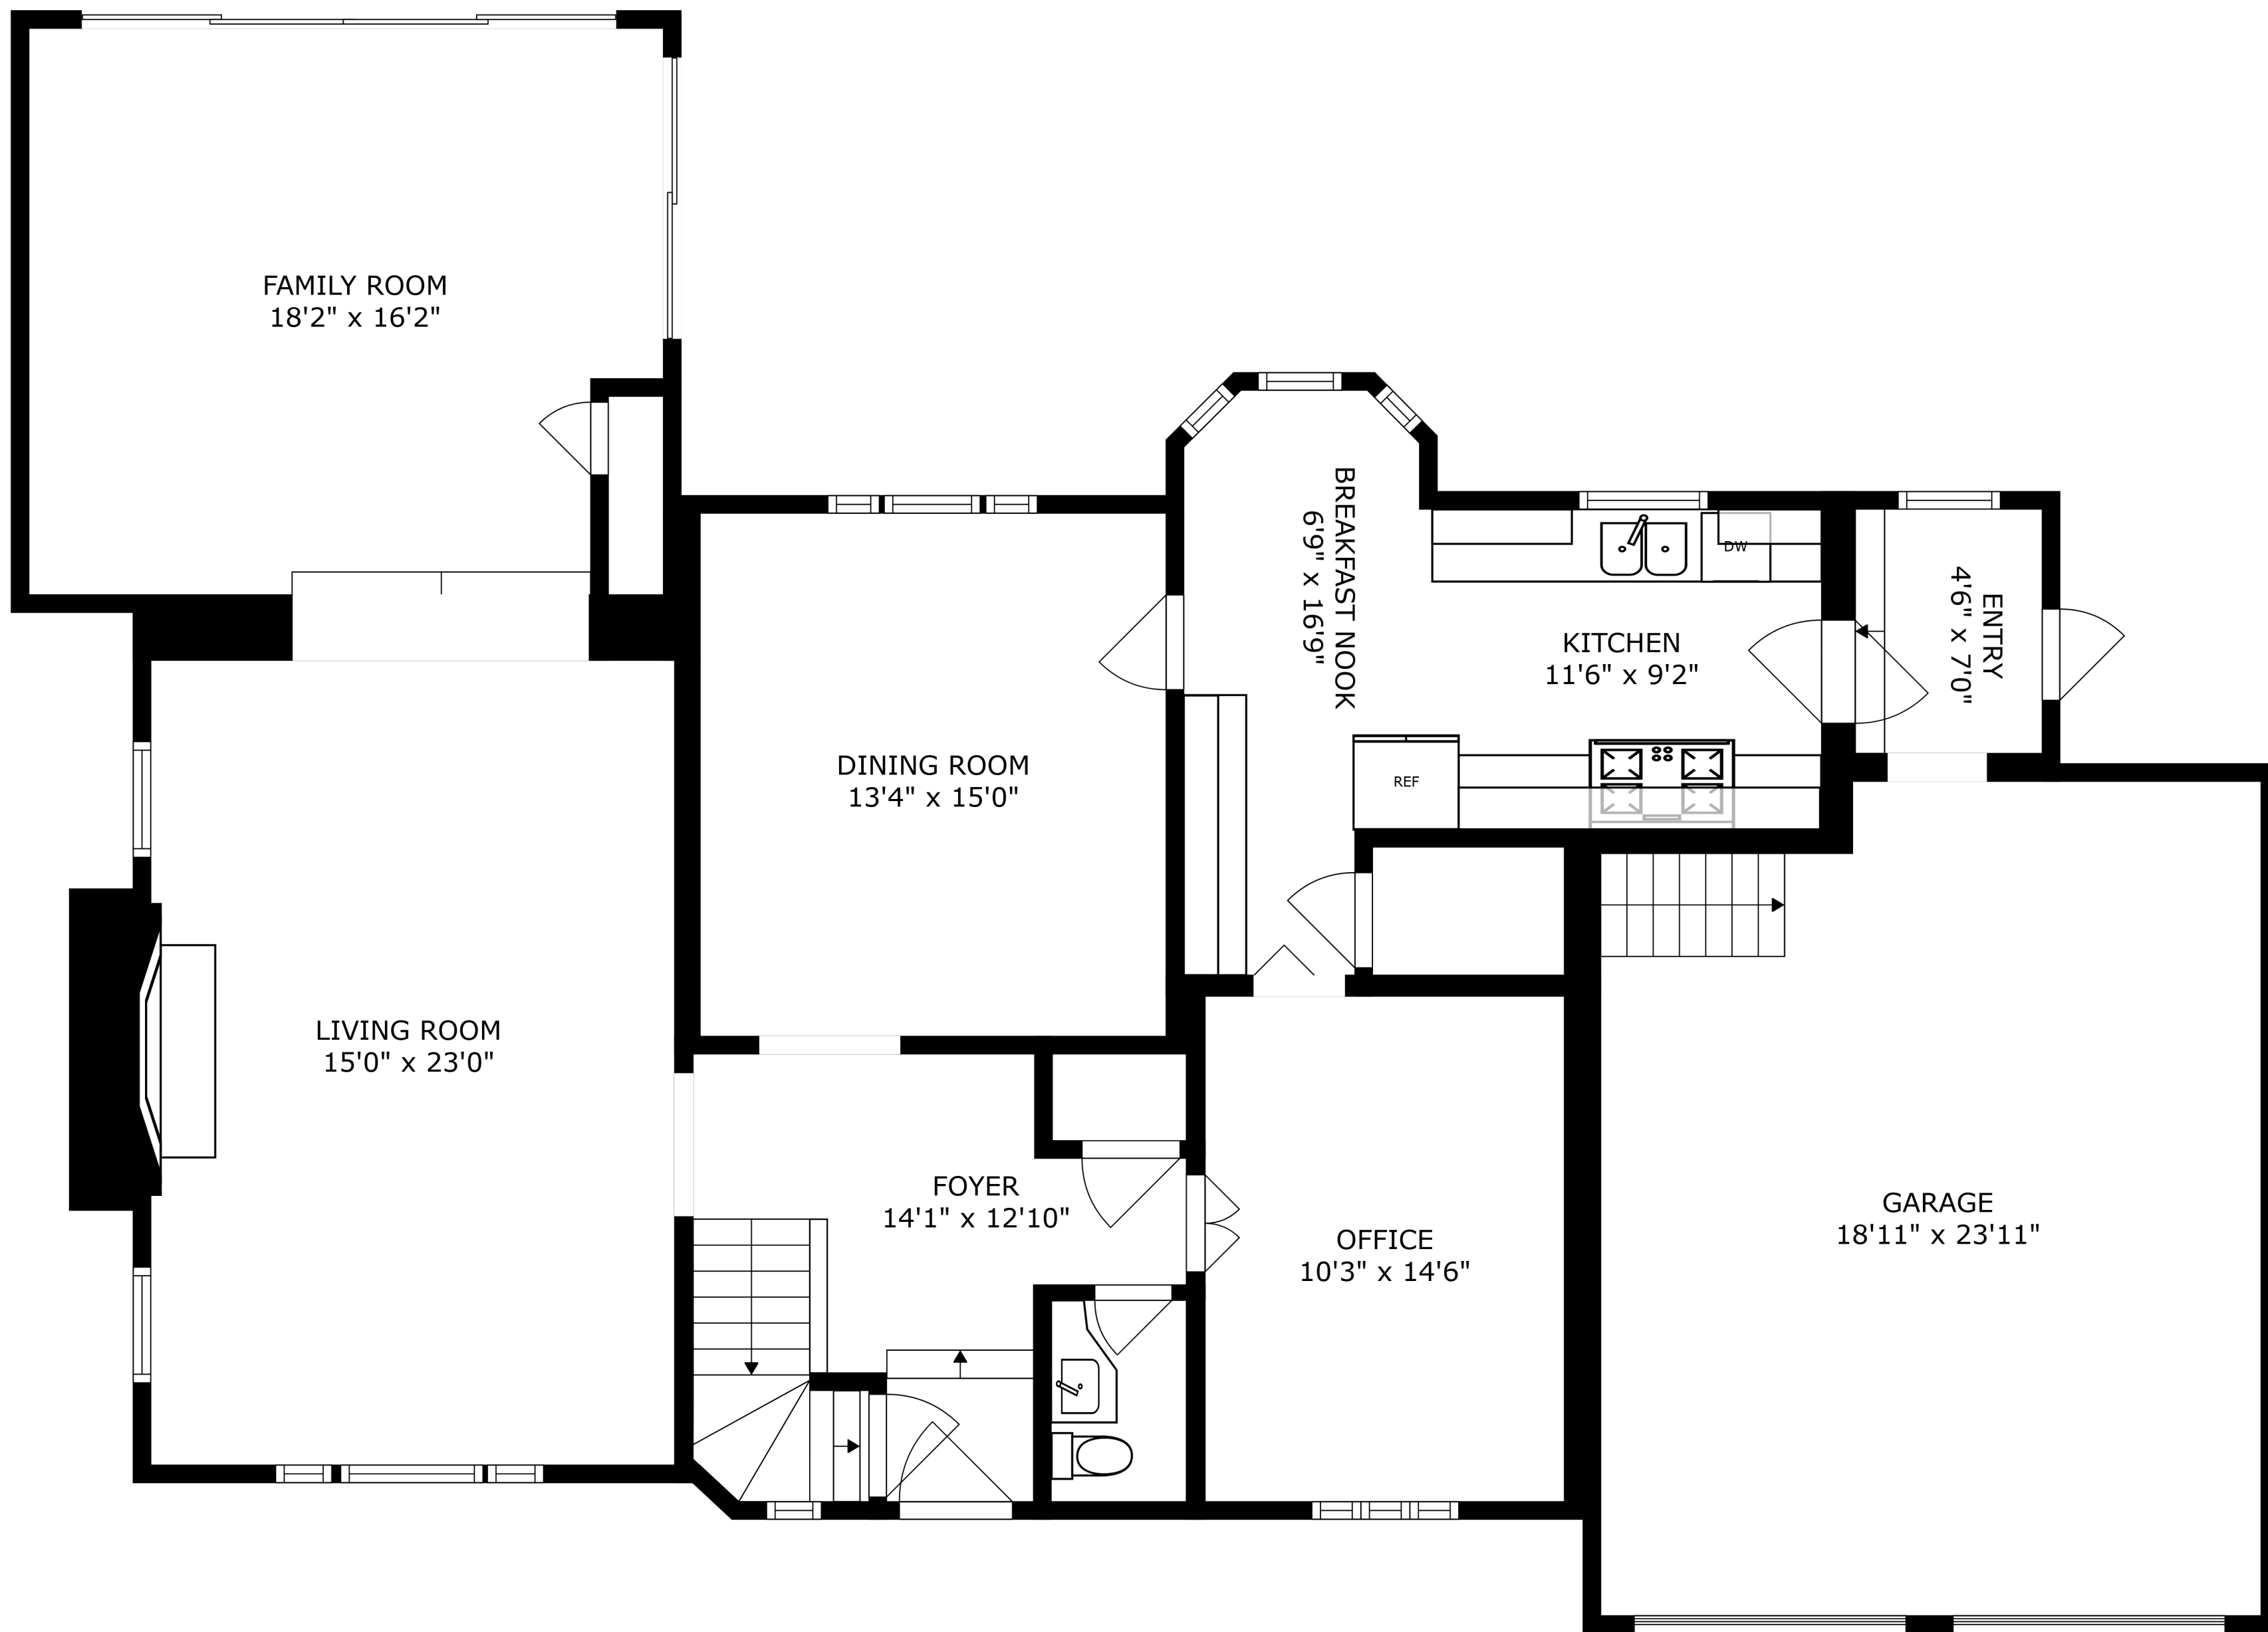 FAMILY ROOM
18'2" x 16'2"
BREAKFAST NOOK
6'9" x 16'9"
DW
KITCHEN
11'6" x 9'2"
ENTRY
4'6" x 7'0"
DINING ROOM
13'4" x 15'0"
REF
LIVING ROOM
15'0" x 23'0"
FOYER
14'1" x 12'10"
OFFICE
10'3" x 14'6"
GARAGE
18'11" x 23'11"